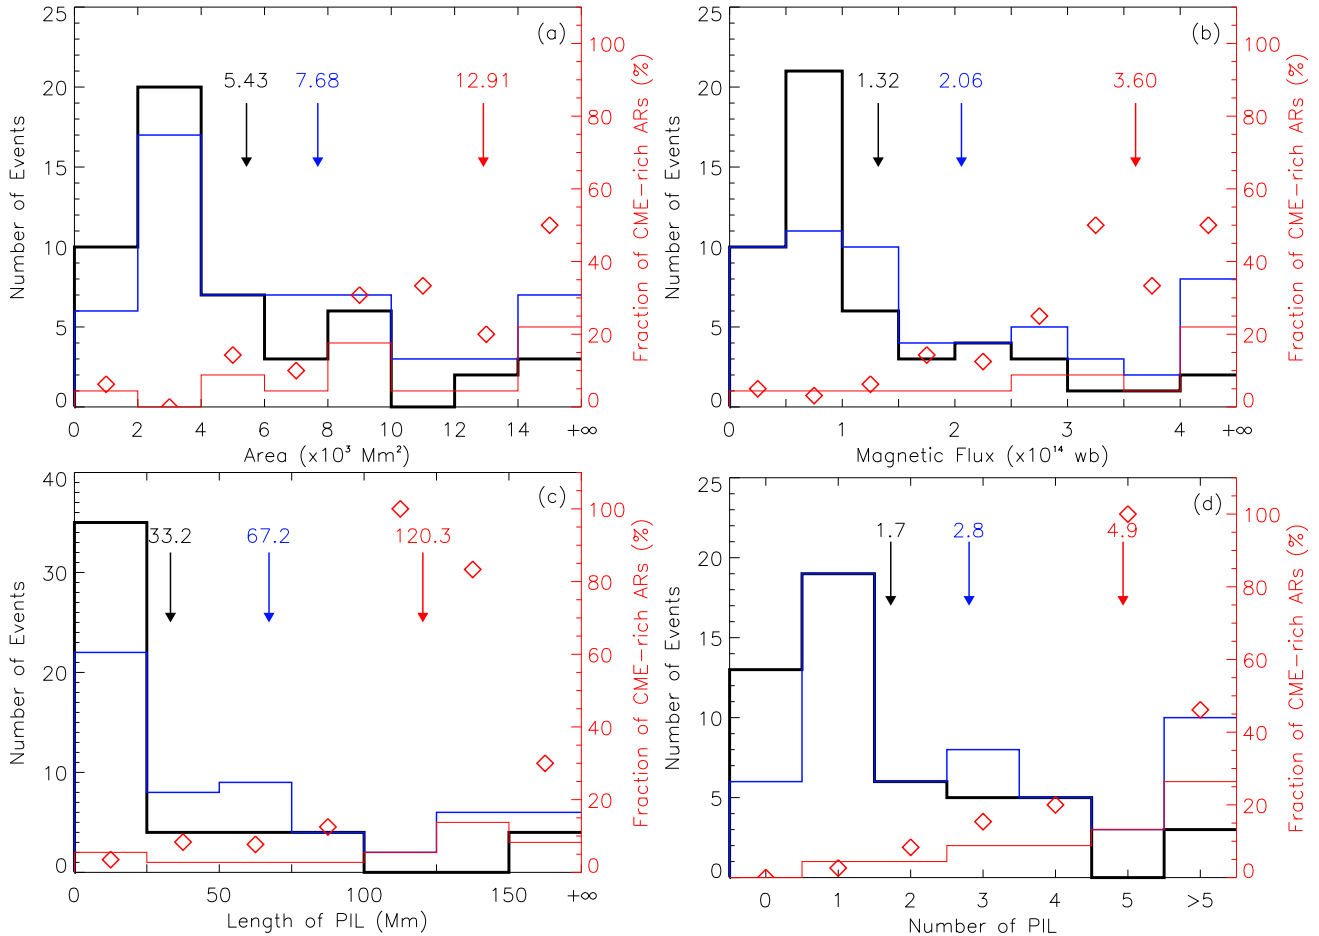 (a)
25
20
15
10
5
0
Number of Events
5.43
7.68
12.91
100
80
60
40
20
0
Fraction of CME-rich ARs (%)
0 2 4 6 8 10 12 14 +∞
Area (x10³ Mm²)
(b)
25
20
15
10
5
0
Number of Events
1.32
2.06
3.60
100
80
60
40
20
0
Fraction of CME-rich ARs (%)
0 1 2 3 4 +∞
Magnetic Flux (x10¹⁴ wb)
(c)
40
30
20
10
0
Number of Events
33.2
67.2
120.3
100
80
60
40
20
0
Fraction of CME-rich ARs (%)
0 50 100 150 +∞
Length of PIL (Mm)
(d)
25
20
15
10
5
0
Number of Events
1.7
2.8
4.9
100
80
60
40
20
0
Fraction of CME-rich ARs (%)
0 1 2 3 4 5 >5
Number of PIL